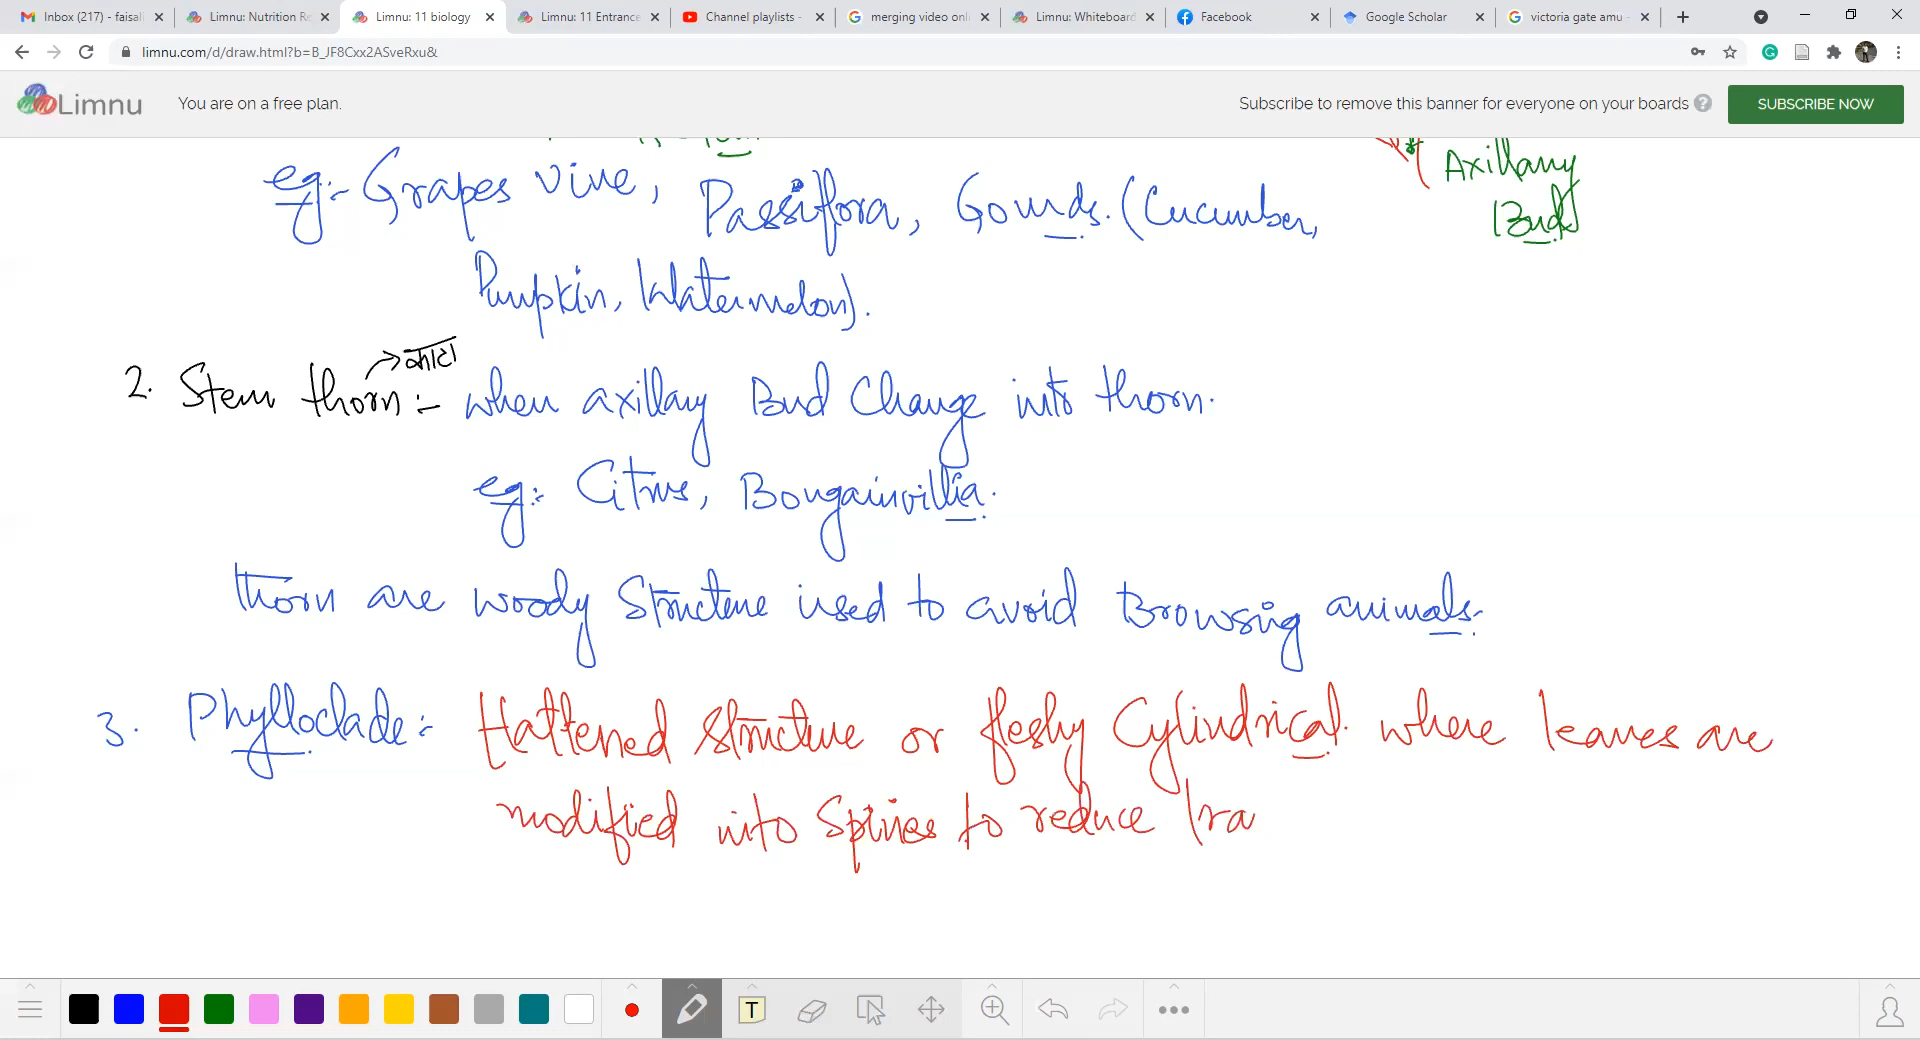 Inbox (217) - faisal
Limnu: Nutrition Re
Limnu: 11 biology
Limnu: 11 Entrance
Channel playlists -
merging video onl
Limnu: Whiteboard
Facebook
Google Scholar
victoria gate amu -
limnu.com/d/draw.html?b=B_JF8Cxx2ASveRxu&
Limnu
You are on a free plan.
Subscribe to remove this banner for everyone on your boards
SUBSCRIBE NOW
eg:- Grapes vine, Passiflora, Gourds. (Cucumber,
Axillary
Bud
Pumpkin, Watermelon).
2. Stem thorn :- when axillary Bud Change into thorn.
काटा
eg:- Citrus, Bougainvillia.
thorn are woody Structure used to avoid Browsing animals.
3. Phylloclade:- flattened structure or fleshy Cylindrical. where leaves are
modified into Spines to reduce tra
T